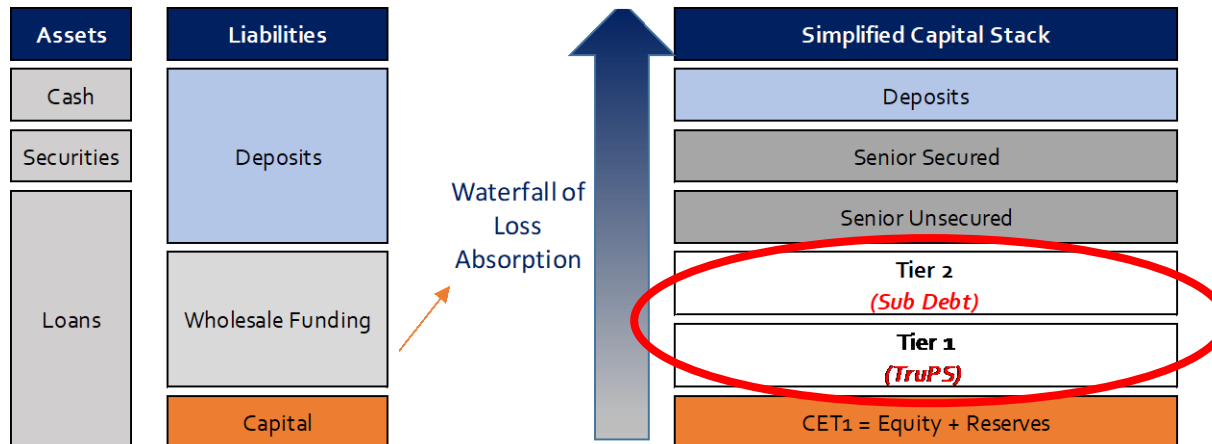 Assets
Liabilities
Simplified Capital Stack
Cash
Securities
Loans
Deposits
Wholesale Funding
Capital
Waterfall of
Loss
Absorption
Deposits
Senior Secured
Senior Unsecured
Tier 2
(Sub Debt)
Tier 1
(TruPS)
CET1 = Equity + Reserves